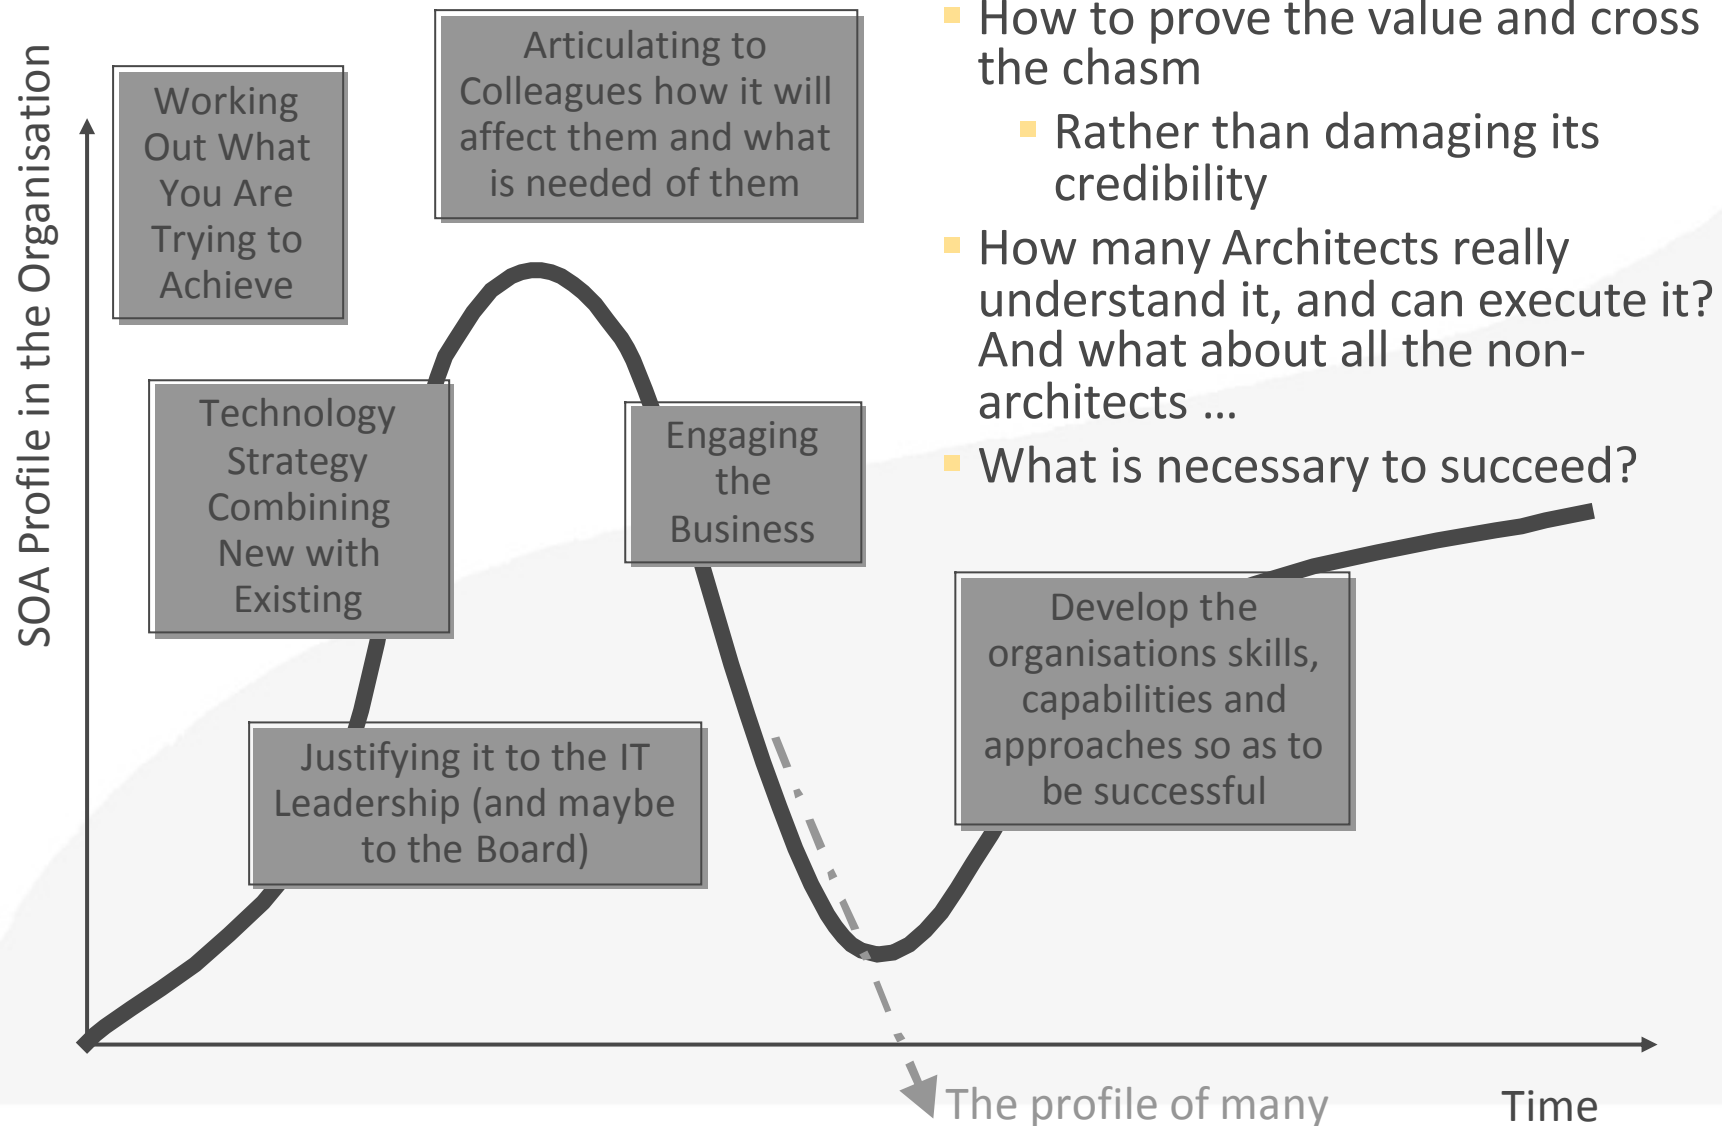 SOA Profile in the Organisation
Working
Out What
You Are
Trying to
Achieve
Articulating to
Colleagues how it will
affect them and what
is needed of them
How to prove the value and cross
the chasm
Rather than damaging its
credibility
How many Architects really
understand it, and can execute it?
And what about all the non-
architects ...
What is necessary to succeed?
Technology
Strategy
Combining
New with
Existing
Engaging
the
Business
Justifying it to the IT
Leadership (and maybe
to the Board)
Develop the
organisations skills,
capabilities and
approaches so as to
be successful
The profile of many
Time